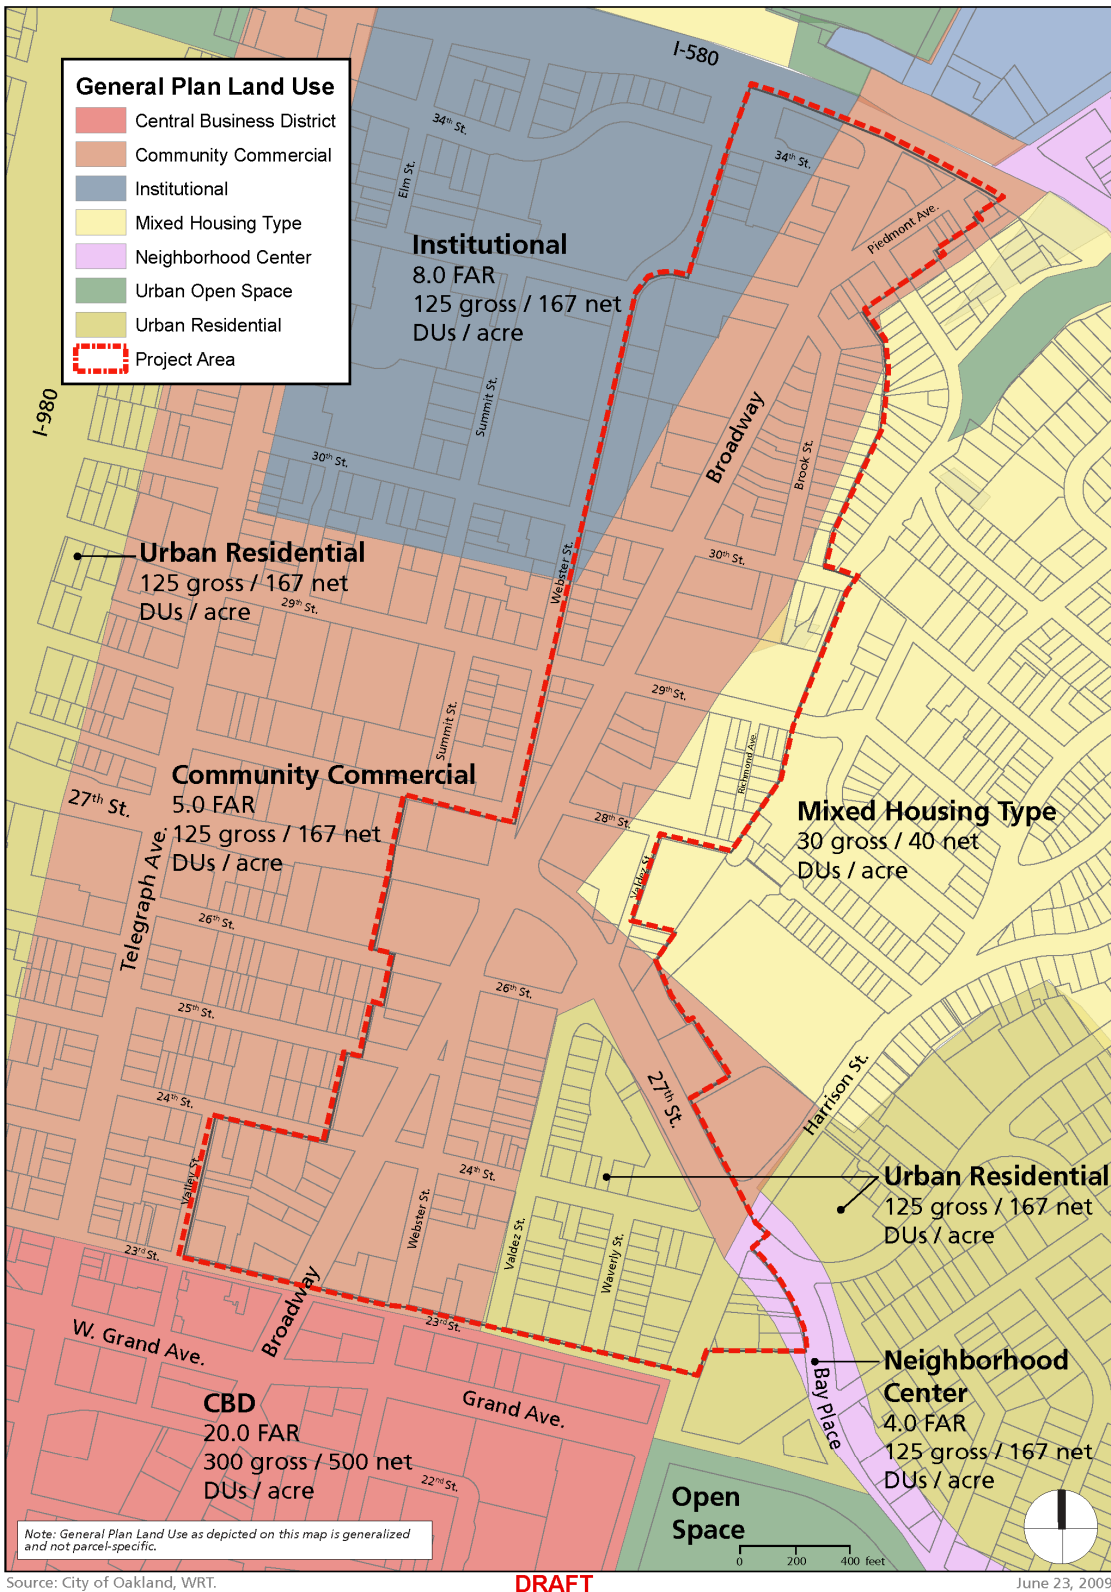 I-580
General Plan Land Use
Central Business District
Community Commercial
Institutional
Mixed Housing Type
Neighborhood Center
Urban Open Space
Urban Residential
Project Area
34th St.
34th St.
Elm St.
Piedmont Ave.
Institutional
8.0 FAR
125 gross / 167 net
DUs / acre
I-980
Summit St.
Broadway
Brook St.
30th St.
30th St.
Webster St.
Urban Residential
125 gross / 167 net
DUs / acre
29th St.
29th St.
Summit St.
Richmond Ave.
Community Commercial
5.0 FAR
125 gross / 167 net
DUs / acre
27th St.
28th St.
Mixed Housing Type
30 gross / 40 net
DUs / acre
Valdez St.
Telegraph Ave.
26th St.
26th St.
25th St.
27th St.
Harrison St.
24th St.
24th St.
Valley St.
Webster St.
Valdez St.
Waverly St.
Urban Residential
125 gross / 167 net
DUs / acre
23rd St.
23rd St.
Broadway
W. Grand Ave.
Grand Ave.
Bay Place
Neighborhood
Center
4.0 FAR
125 gross / 167 net
DUs / acre
CBD
20.0 FAR
300 gross / 500 net
DUs / acre
22nd St.
Open
Space
0 200 400 feet
Note: General Plan Land Use as depicted on this map is generalized
and not parcel-specific.
Source: City of Oakland, WRT.
DRAFT
June 23, 2009